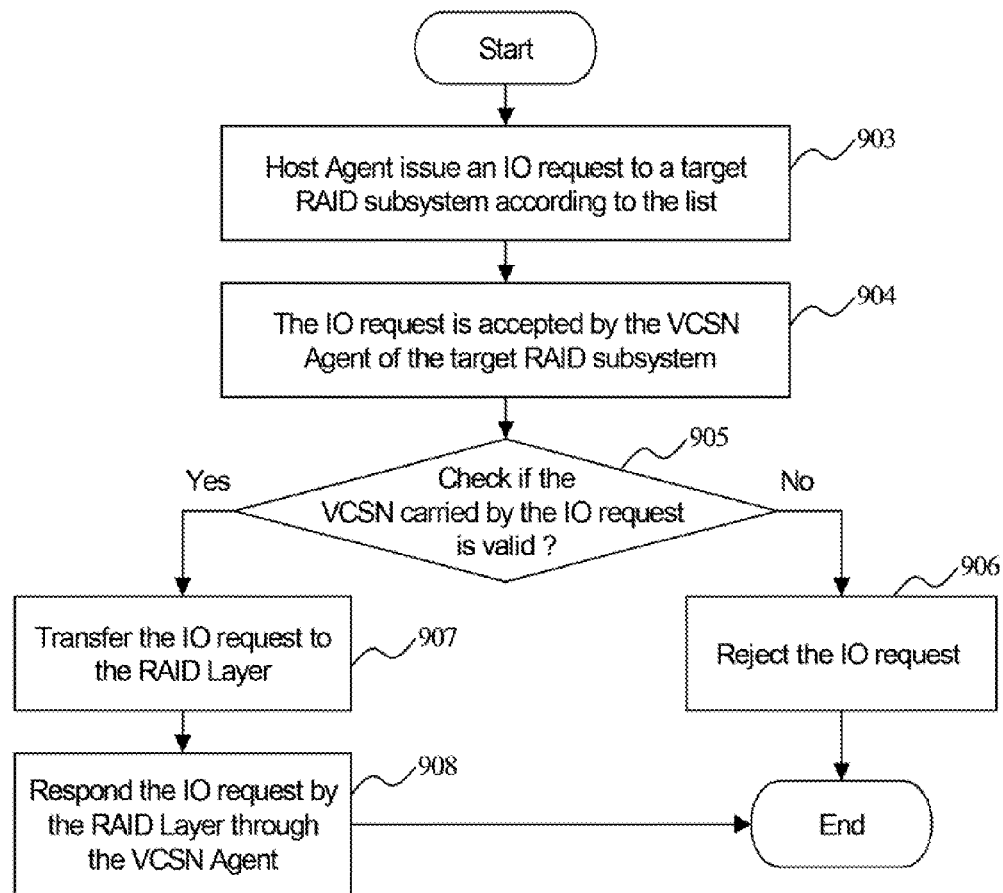 Start
903
Host Agent issue an IO request to a target
RAID subsystem according to the list
904
The IO request is accepted by the VCSN
Agent of the target RAID subsystem
905
Yes
Check if the
VCSN carried by the IO request
is valid ?
No
906
Transfer the IO request to
the RAID Layer
907
Reject the IO request
908
Respond the IO request by
the RAID Layer through
the VCSN Agent
End